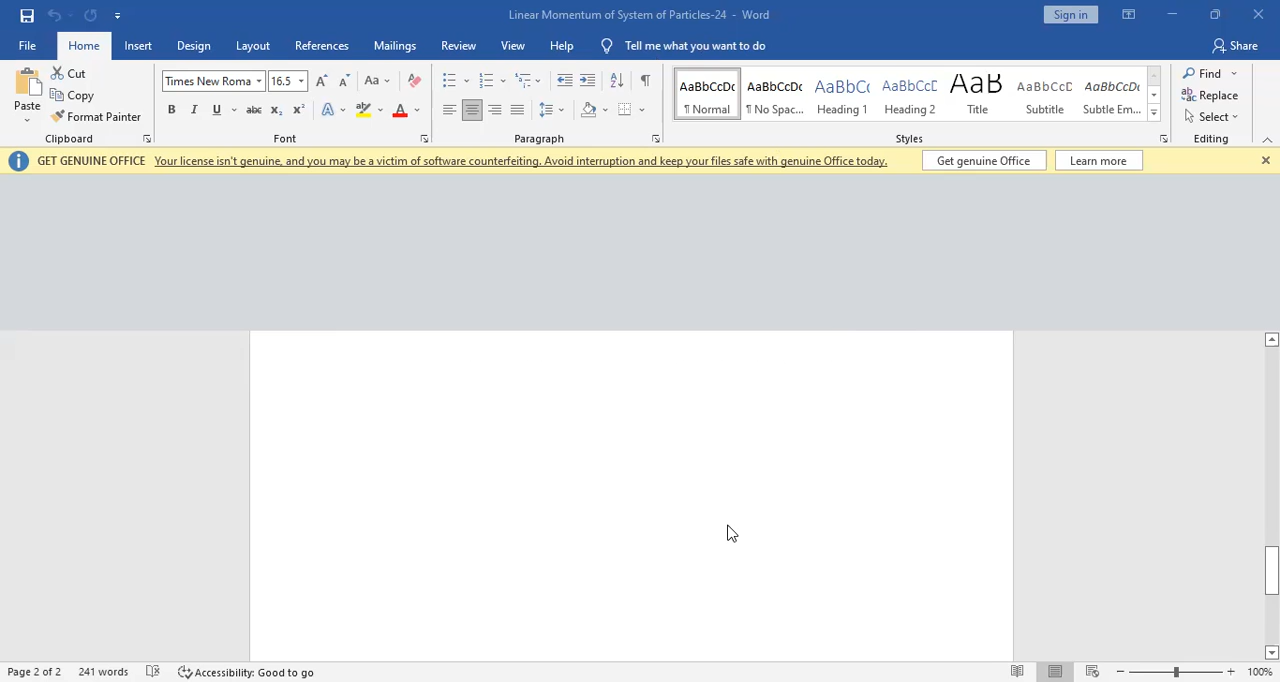 Linear Momentum of System of Particles-24 - Word
Sign in
File Home Insert Design Layout References Mailings Review View Help Tell me what you want to do Share
Paste
Cut
Copy
Format Painter
Clipboard
Times New Roma 16.5
Font
Paragraph
AaBbCcDc AaBbCcDc AaBbC( AaBbCcD AaB AaBbCcD AaBbCcDc
¶ Normal ¶ No Spac... Heading 1 Heading 2 Title Subtitle Subtle Em...
Styles
Find
Replace
Select
Editing
GET GENUINE OFFICE Your license isn't genuine, and you may be a victim of software counterfeiting. Avoid interruption and keep your files safe with genuine Office today. Get genuine Office Learn more
Page 2 of 2 241 words Accessibility: Good to go 100%